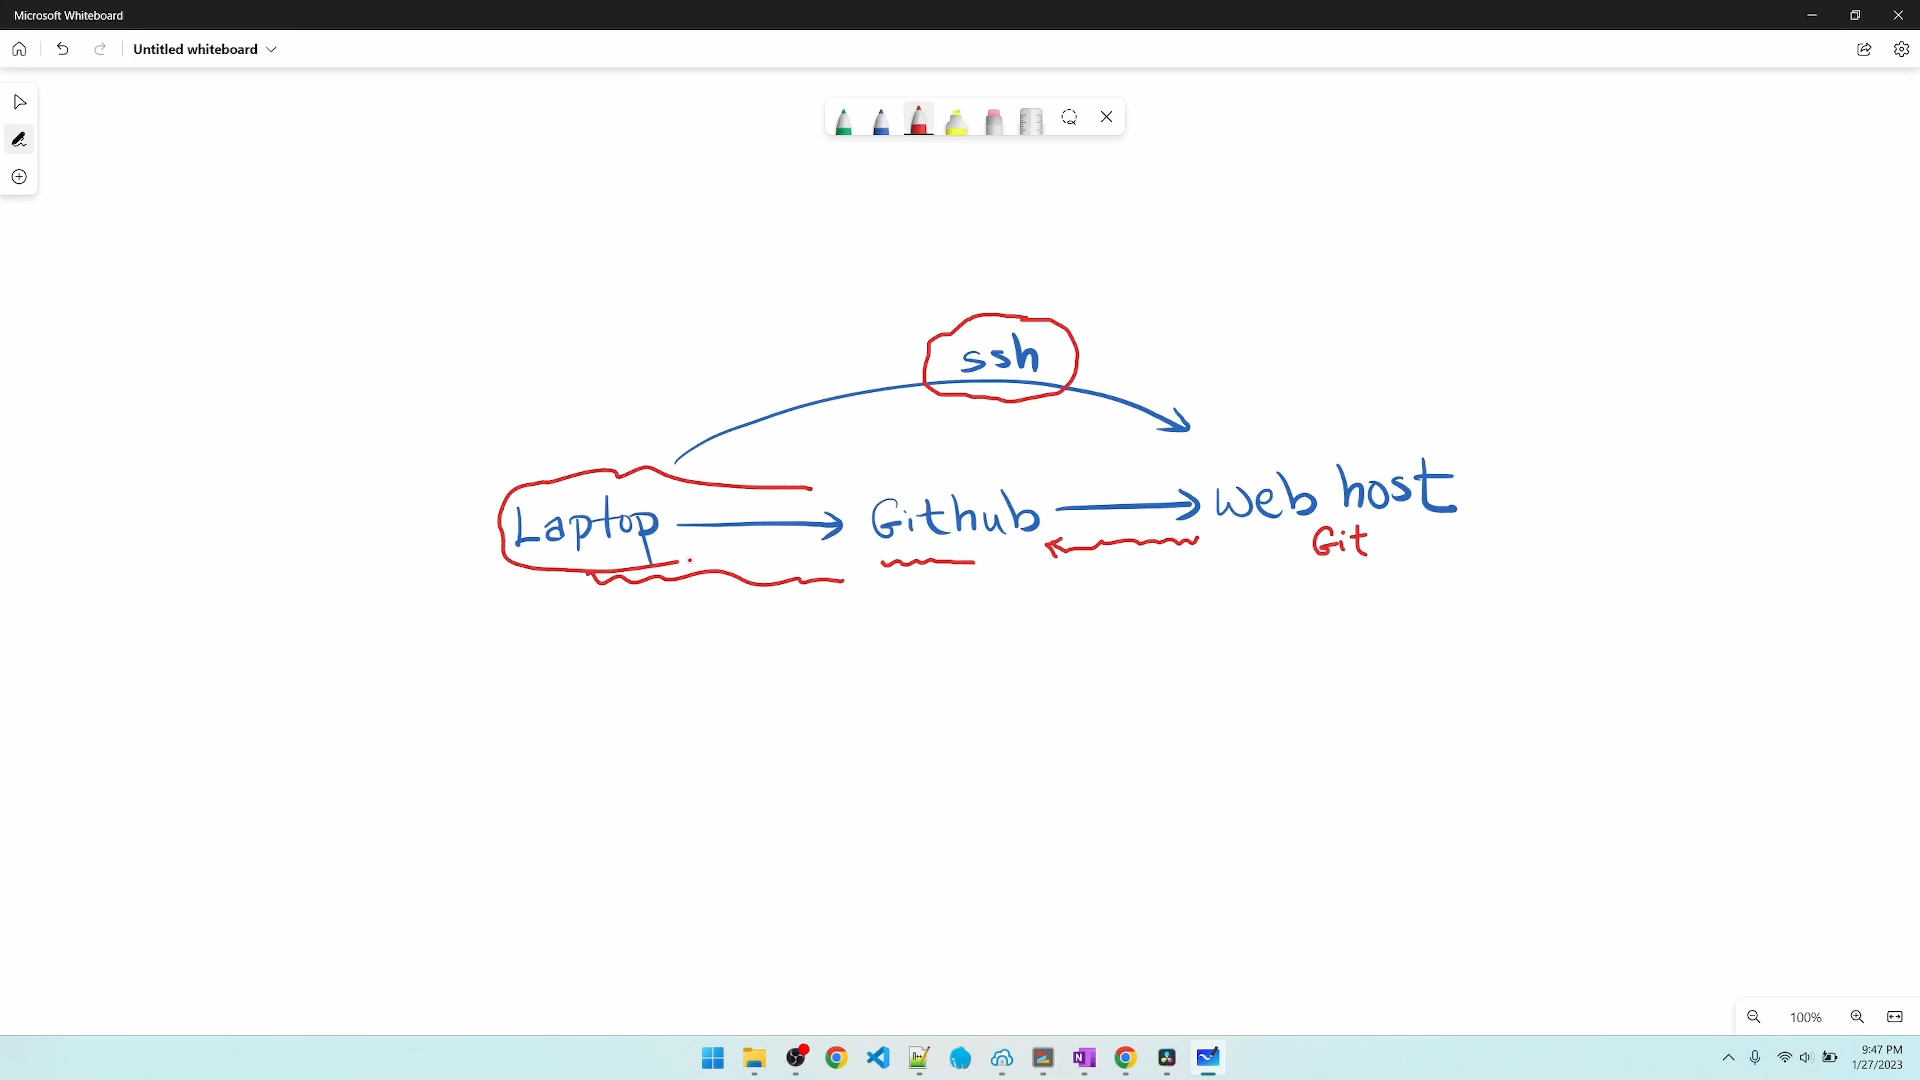 Microsoft Whiteboard
Untitled whiteboard
ssh
Laptop
Github
Web host
Git
100%
9:47 PM
1/27/2023